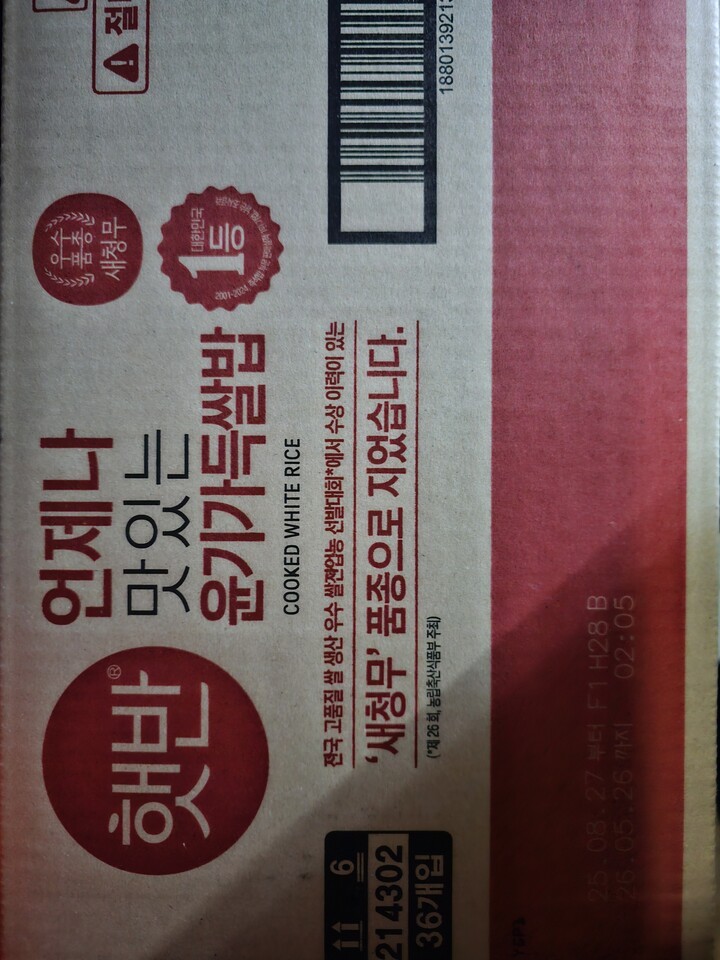 햇반®
언제나
맛있는
윤기가득쌀밥
COOKED WHITE RICE
우수
품종
새청무
대한민국
1등
전국 고품질 쌀 생산 우수 쌀전업농 선발대회*에서 수상 이력이 있는
'새청무' 품종으로 지었습니다.
(*제 26 회, 농림축산식품부 주최)
6
214302
36개입
1880139213
25.08.27 부터 F1 H28 B
26.05.26 까지 02:05